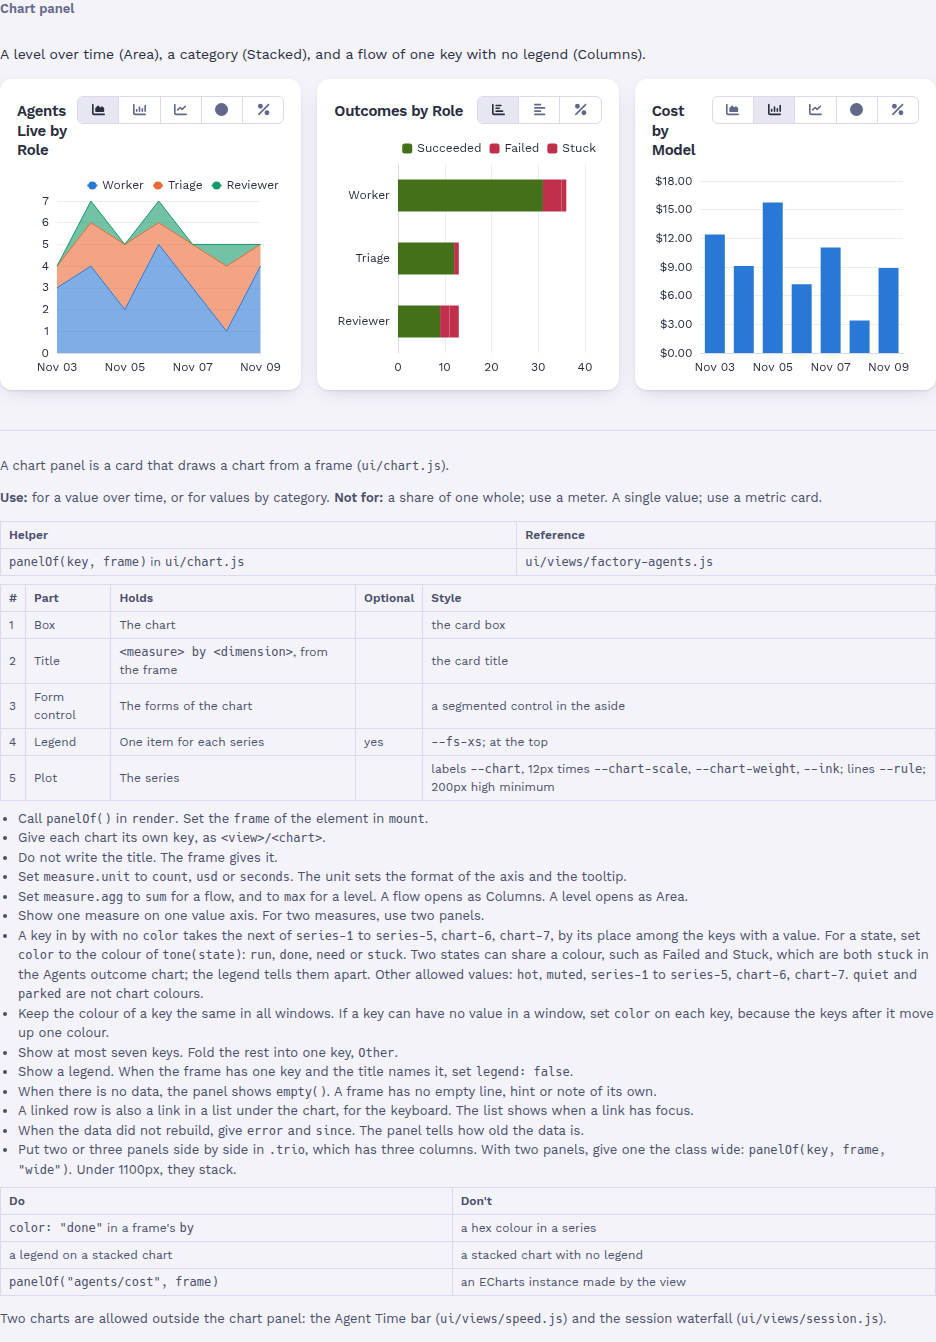 Chart panel
A level over time (Area), a category (Stacked), and a flow of one key with no legend (Columns).
Agents
Live by
Role
Worker Triage Reviewer
7
6
5
4
3
2
1
0
Nov 03 Nov 05 Nov 07 Nov 09
Outcomes by Role
Succeeded Failed Stuck
Worker
Triage
Reviewer
0 10 20 30 40
Cost
by
Model
$18.00
$15.00
$12.00
$9.00
$6.00
$3.00
$0.00
Nov 03 Nov 05 Nov 07 Nov 09
A chart panel is a card that draws a chart from a frame (ui/chart.js).
Use: for a value over time, or for values by category. Not for: a share of one whole; use a meter. A single value; use a metric card.
Helper Reference
panelOf(key, frame) in ui/chart.js ui/views/factory-agents.js
# Part Holds Optional Style
1 Box The chart the card box
2 Title <measure> by <dimension>, from the card title
the frame
3 Form The forms of the chart a segmented control in the aside
control
4 Legend One item for each series yes --fs-xs; at the top
5 Plot The series labels --chart, 12px times --chart-scale, --chart-weight, --ink; lines --rule;
200px high minimum
• Call panelOf() in render. Set the frame of the element in mount.
• Give each chart its own key, as <view>/<chart>.
• Do not write the title. The frame gives it.
• Set measure.unit to count, usd or seconds. The unit sets the format of the axis and the tooltip.
• Set measure.agg to sum for a flow, and to max for a level. A flow opens as Columns. A level opens as Area.
• Show one measure on one value axis. For two measures, use two panels.
• A key in by with no color takes the next of series-1 to series-5, chart-6, chart-7, by its place among the keys with a value. For a state, set
color to the colour of tone(state): run, done, need or stuck. Two states can share a colour, such as Failed and Stuck, which are both stuck in
the Agents outcome chart; the legend tells them apart. Other allowed values: hot, muted, series-1 to series-5, chart-6, chart-7. quiet and
parked are not chart colours.
• Keep the colour of a key the same in all windows. If a key can have no value in a window, set color on each key, because the keys after it move
up one colour.
• Show at most seven keys. Fold the rest into one key, Other.
• Show a legend. When the frame has one key and the title names it, set legend: false.
• When there is no data, the panel shows empty(). A frame has no empty line, hint or note of its own.
• A linked row is also a link in a list under the chart, for the keyboard. The list shows when a link has focus.
• When the data did not rebuild, give error and since. The panel tells how old the data is.
• Put two or three panels side by side in .trio, which has three columns. With two panels, give one the class wide: panelOf(key, frame,
"wide"). Under 1100px, they stack.
Do Don't
color: "done" in a frame's by a hex colour in a series
a legend on a stacked chart a stacked chart with no legend
panelOf("agents/cost", frame) an ECharts instance made by the view
Two charts are allowed outside the chart panel: the Agent Time bar (ui/views/speed.js) and the session waterfall (ui/views/session.js).